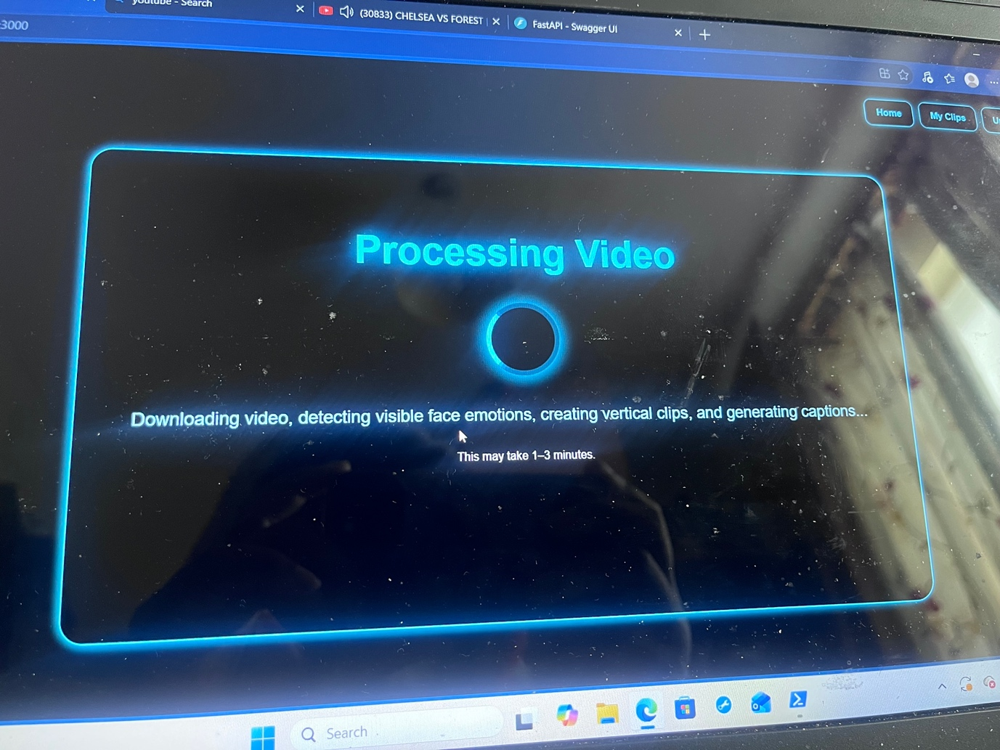 youtube - Search
(30833) CHELSEA VS FOREST
FastAPI - Swagger UI
:3000
Home
My Clips
Processing Video
Downloading video, detecting visible face emotions, creating vertical clips, and generating captions...
This may take 1–3 minutes.
Search